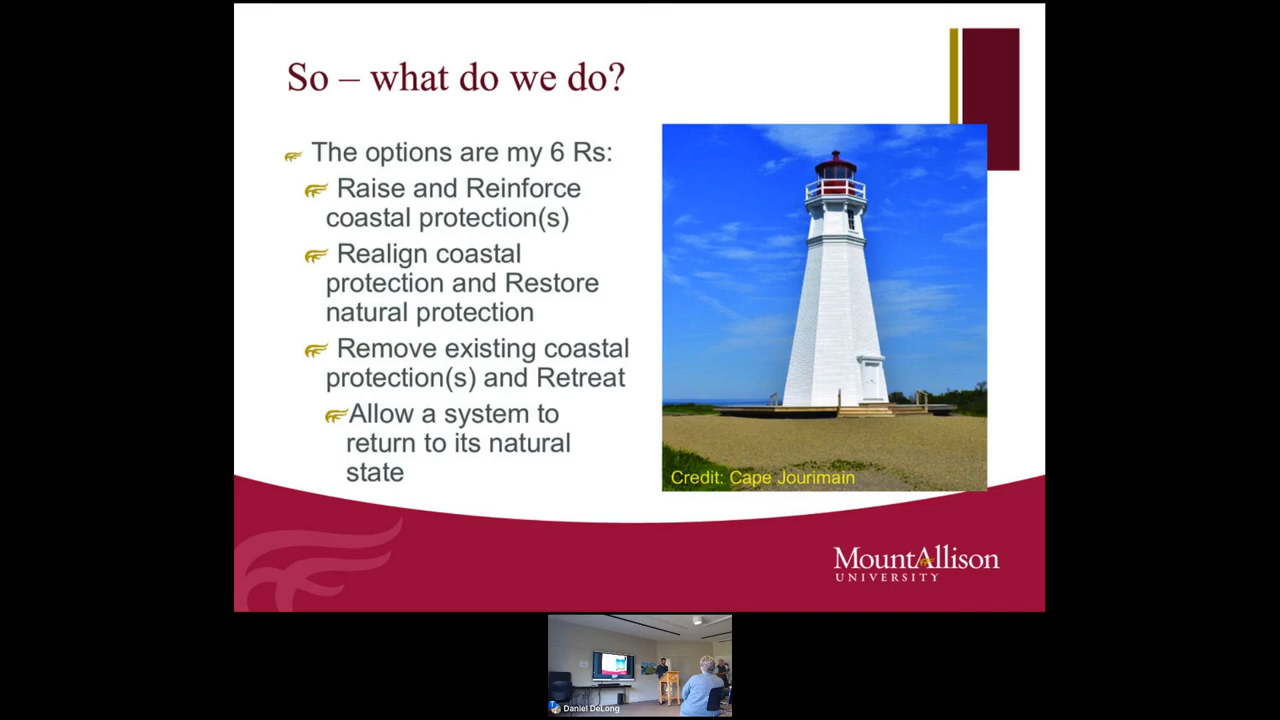 So – what do we do?
The options are my 6 Rs:
Raise and Reinforce
coastal protection(s)
Realign coastal
protection and Restore
natural protection
Remove existing coastal
protection(s) and Retreat
Allow a system to
return to its natural
state
Credit: Cape Jourimain
MountAllison
UNIVERSITY
Daniel DeLong